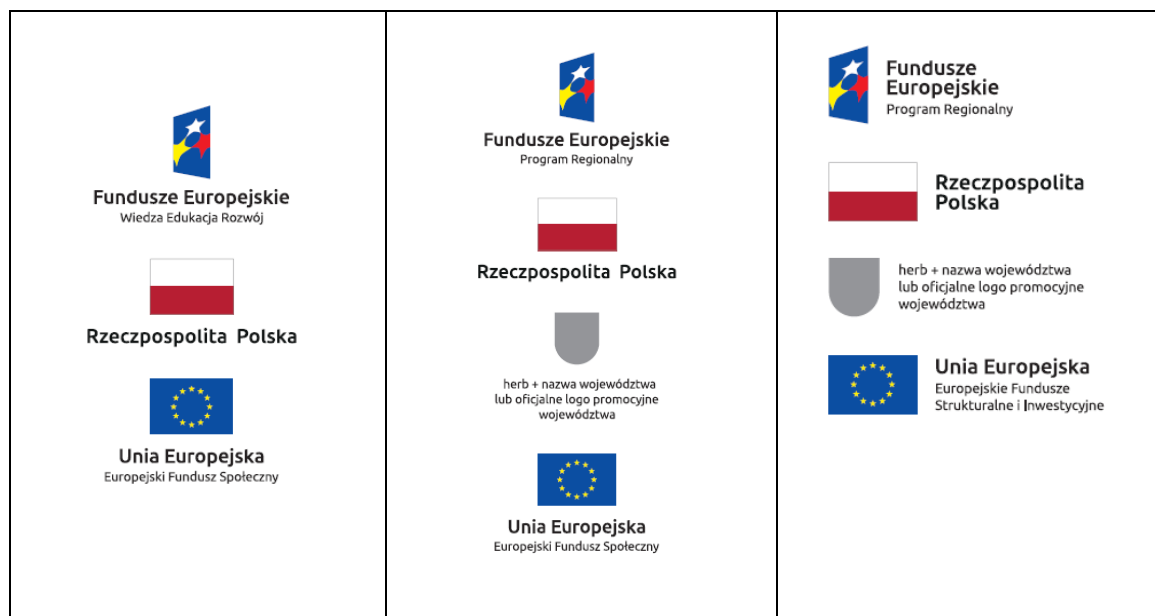 Fundusze Europejskie
Wiedza Edukacja Rozwój
Rzeczpospolita Polska
Unia Europejska
Europejski Fundusz Społeczny
Fundusze Europejskie
Program Regionalny
Rzeczpospolita Polska
herb + nazwa województwa
lub oficjalne logo promocyjne
województwa
Unia Europejska
Europejski Fundusz Społeczny
Fundusze
Europejskie
Program Regionalny
Rzeczpospolita
Polska
herb + nazwa województwa
lub oficjalne logo promocyjne
województwa
Unia Europejska
Europejskie Fundusze
Strukturalne i Inwestycyjne